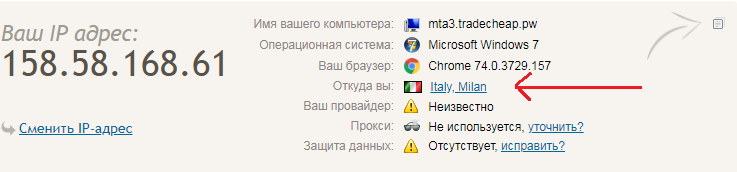 Ваш IP адрес:
158.58.168.61
Сменить IP-адрес
Имя вашего компьютера: mta3.tradecheap.pw
Операционная система: Microsoft Windows 7
Ваш браузер: Chrome 74.0.3729.157
Откуда вы: Italy, Milan
Ваш провайдер: Неизвестно
Прокси: Не используется, уточнить?
Защита данных: Отсутствует, исправить?